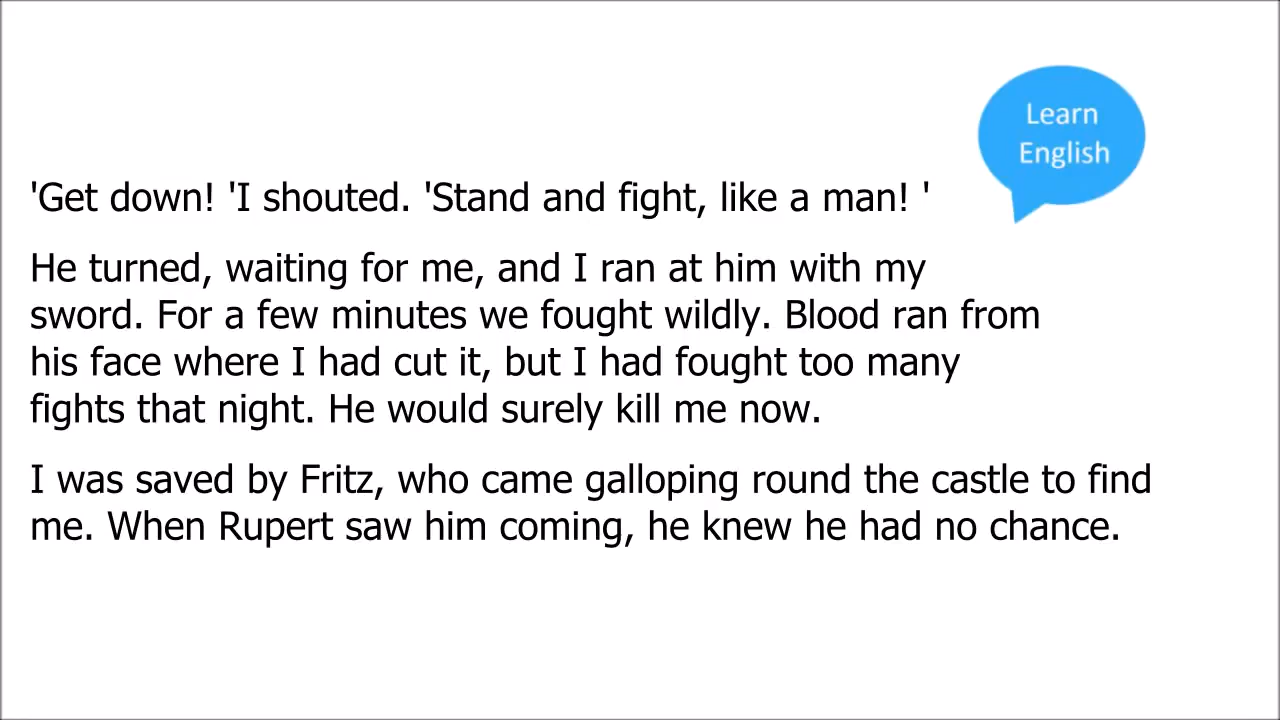 Learn
English
'Get down! 'I shouted. 'Stand and fight, like a man! '
He turned, waiting for me, and I ran at him with my
sword. For a few minutes we fought wildly. Blood ran from
his face where I had cut it, but I had fought too many
fights that night. He would surely kill me now.
I was saved by Fritz, who came galloping round the castle to find
me. When Rupert saw him coming, he knew he had no chance.